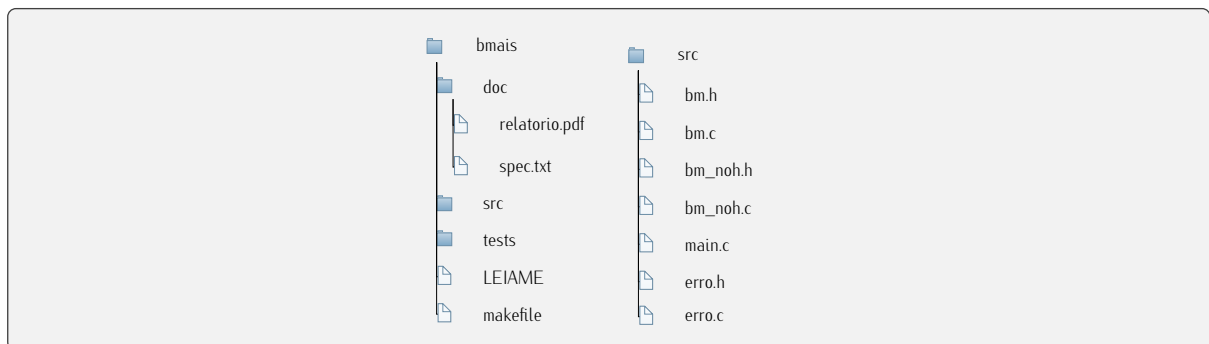 bmais
doc
relatorio.pdf
spec.txt
src
tests
LEIAME
makefile
src
bm.h
bm.c
bm_noh.h
bm_noh.c
main.c
erro.h
erro.c